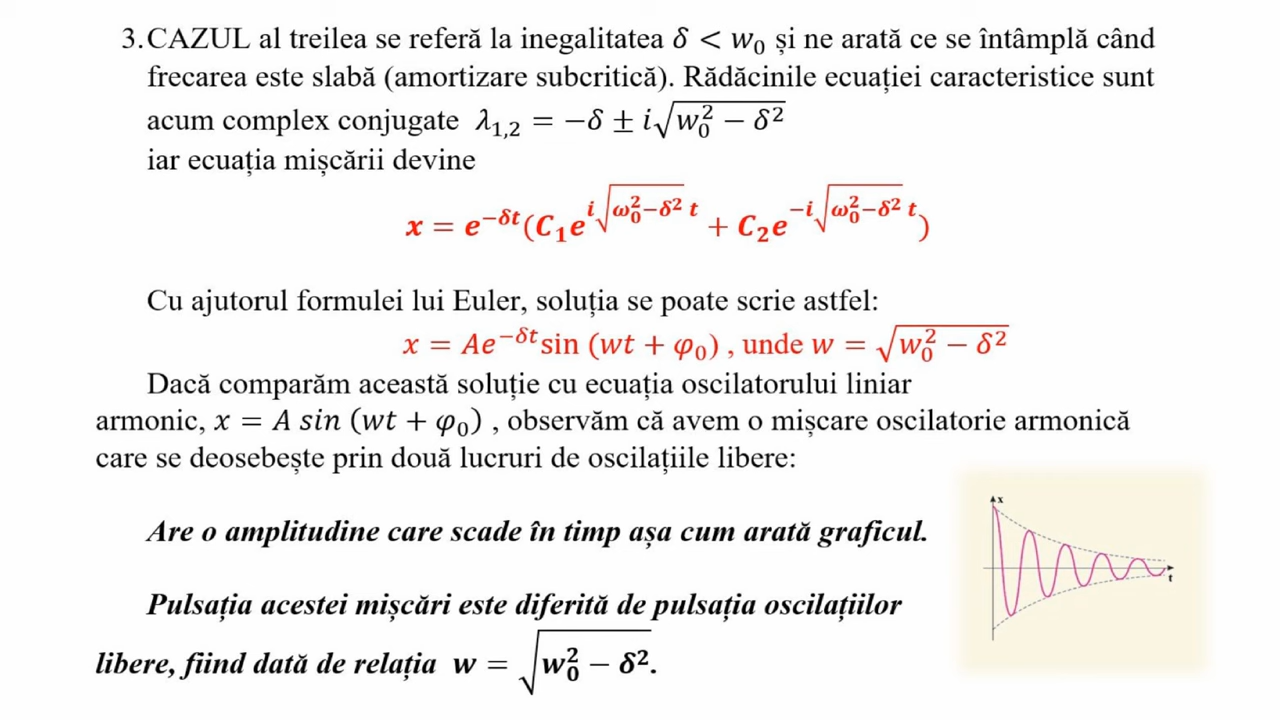 3. CAZUL al treilea se referă la inegalitatea δ < w₀ și ne arată ce se întâmplă când
frecarea este slabă (amortizare subcritică). Rădăcinile ecuației caracteristice sunt
acum complex conjugate λ₁,₂ = −δ ± i√(w₀² − δ²)
iar ecuația mișcării devine
x = e^(−δt)(C₁e^(i√(ω₀²−δ²) t) + C₂e^(−i√(ω₀²−δ²) t))
Cu ajutorul formulei lui Euler, soluția se poate scrie astfel:
x = Ae^(−δt) sin (wt + φ₀) , unde w = √(w₀² − δ²)
Dacă comparăm această soluție cu ecuația oscilatorului liniar
armonic, x = A sin (wt + φ₀) , observăm că avem o mișcare oscilatorie armonică
care se deosebește prin două lucruri de oscilațiile libere:
Are o amplitudine care scade în timp așa cum arată graficul.
Pulsația acestei mișcări este diferită de pulsația oscilațiilor
libere, fiind dată de relația w = √(w₀² − δ²).
x
t